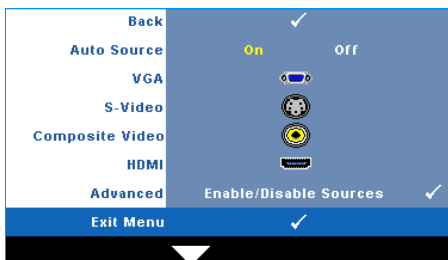 Back
Auto Source On Off
VGA
S-Video
Composite Video
HDMI
Advanced Enable/Disable Sources
Exit Menu